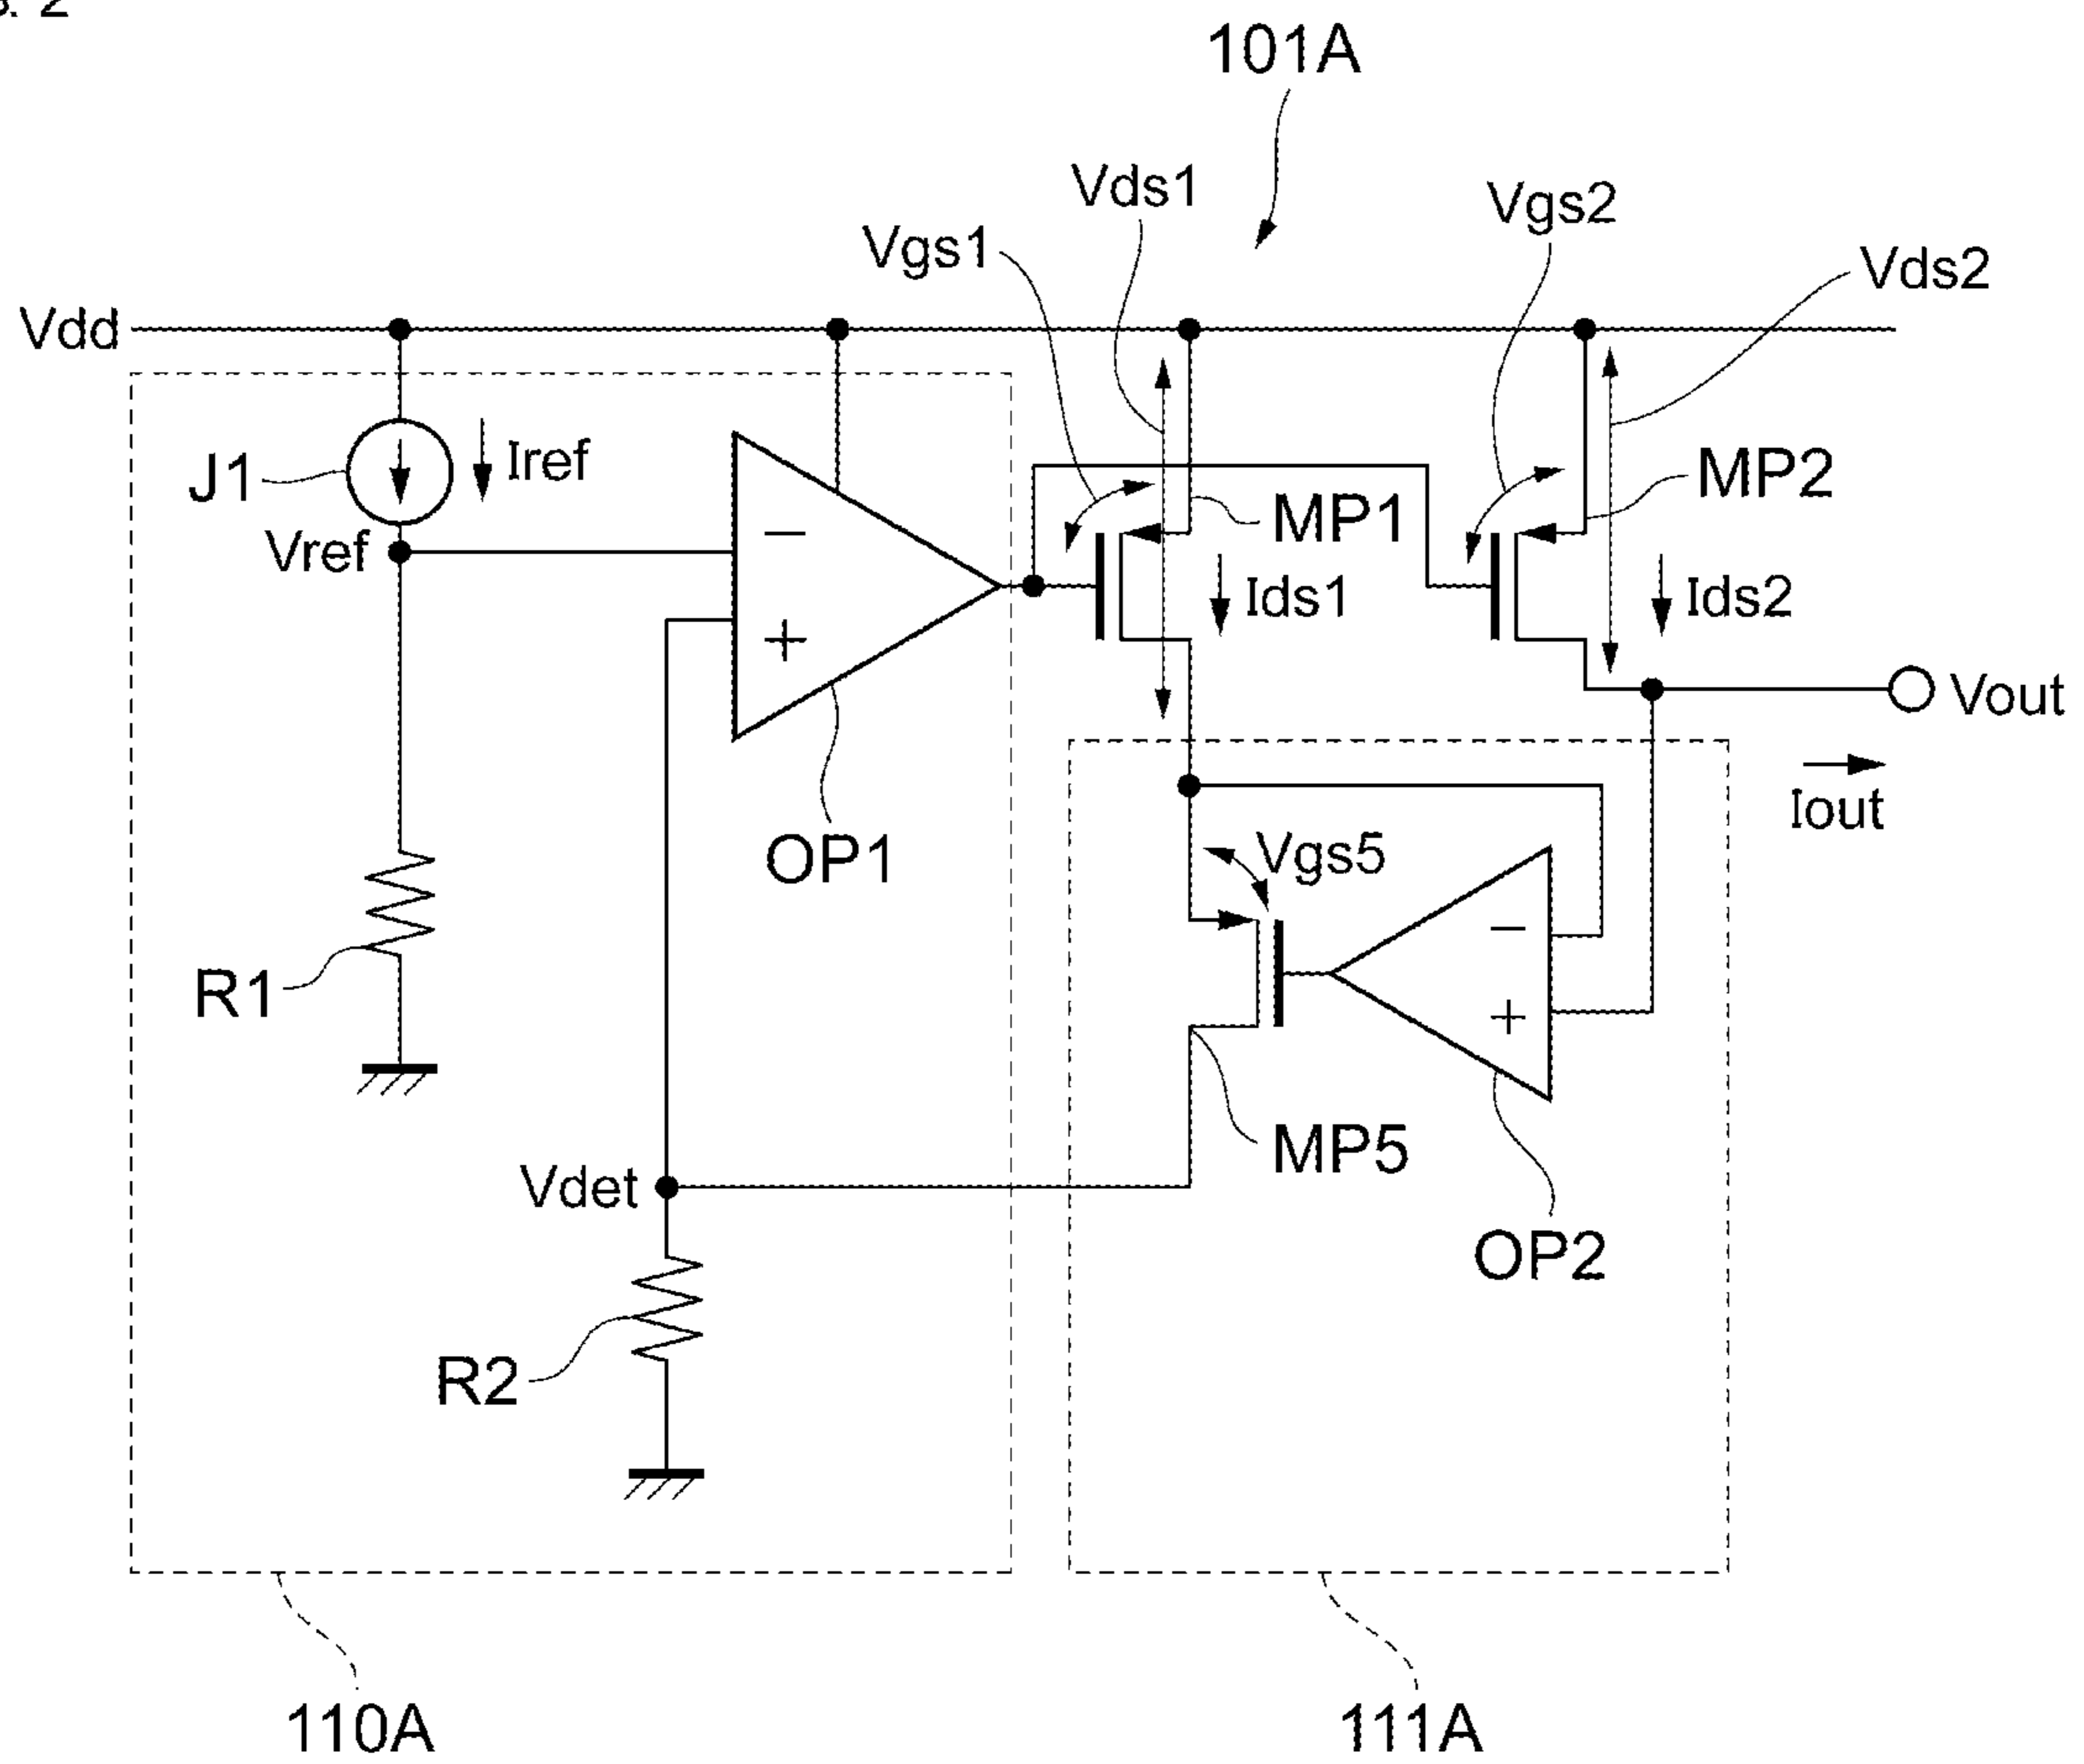 . 2
101A
Vds1
Vgs2
Vgs1
Vds2
Vdd
J1
Iref
MP2
MP1
Vref
−
Ids1
Ids2
+
Vout
Iout
OP1
Vgs5
−
R1
+
MP5
Vdet
OP2
R2
110A
111A